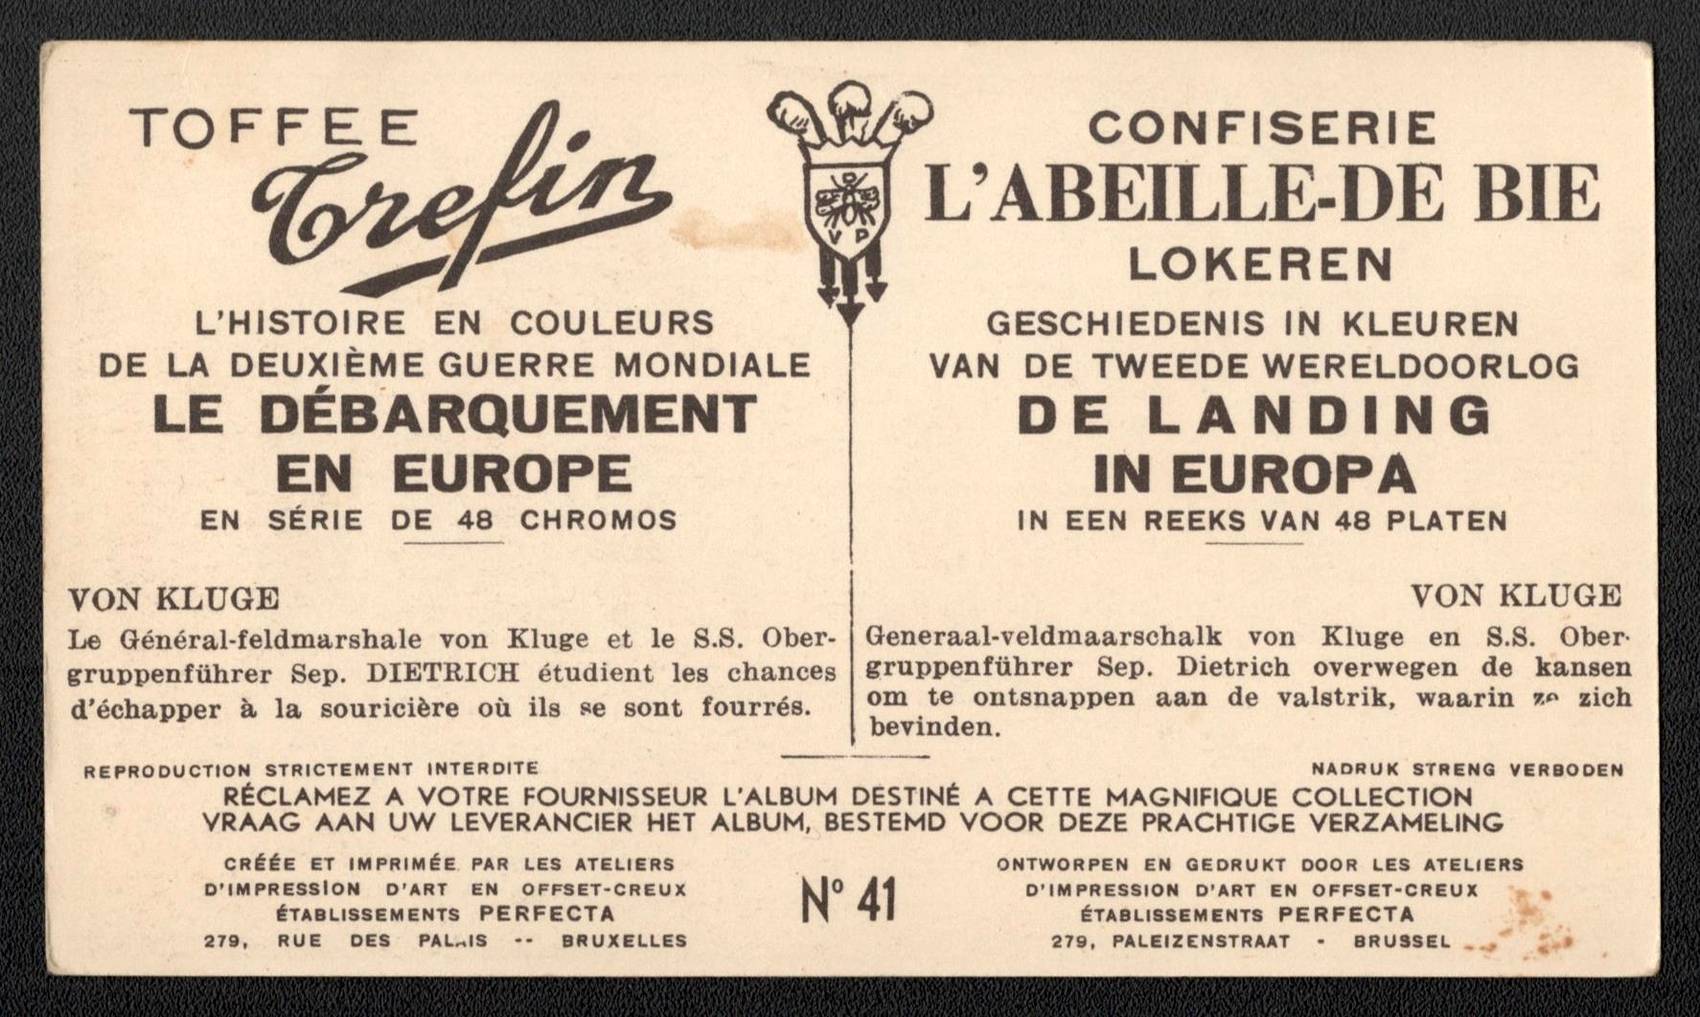 TOFFEE
Trefin
L'HISTOIRE EN COULEURS
DE LA DEUXIÈME GUERRE MONDIALE
LE DÉBARQUEMENT
EN EUROPE
EN SÉRIE DE 48 CHROMOS
VON KLUGE
Le Général-feldmarshale von Kluge et le S.S. Ober-
gruppenführer Sep. DIETRICH étudient les chances
d'échapper à la souricière où ils se sont fourrés.
D
V P
CONFISERIE
L'ABEILLE-DE BIE
LOKEREN
GESCHIEDENIS IN KLEUREN
VAN DE TWEEDE WERELDOORLOG
DE LANDING
IN EUROPA
IN EEN REEKS VAN 48 PLATEN
VON KLUGE
Generaal-veldmaarschalk von Kluge en S.S. Ober-
gruppenführer Sep. Dietrich overwegen de kansen
om te ontsnappen aan de valstrik, waarin ze zich
bevinden.
REPRODUCTION STRICTEMENT INTERDITE
NADRUK STRENG VERBODEN
RÉCLAMEZ A VOTRE FOURNISSEUR L'ALBUM DESTINÉ A CETTE MAGNIFIQUE COLLECTION
VRAAG AAN UW LEVERANCIER HET ALBUM, BESTEMD VOOR DEZE PRACHTIGE VERZAMELING
CRÉÉE ET IMPRIMÉE PAR LES ATELIERS
D'IMPRESSION D'ART EN OFFSET-CREUX
ÉTABLISSEMENTS PERFECTA
279, RUE DES PALAIS -- BRUXELLES
Nº 41
ONTWORPEN EN GEDRUKT DOOR LES ATELIERS
D'IMPRESSION D'ART EN OFFSET-CREUX
ÉTABLISSEMENTS PERFECTA
279, PALEIZENSTRAAT - BRUSSEL